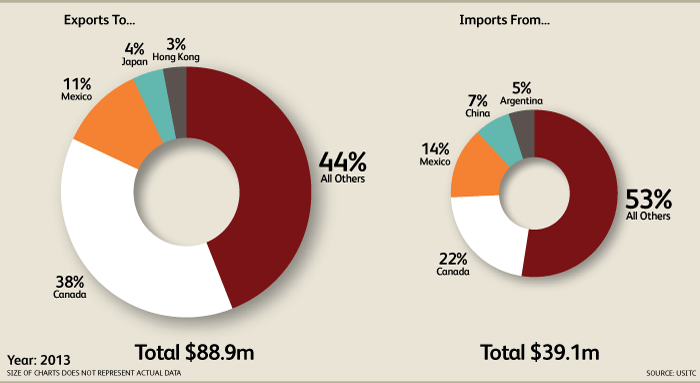 Exports To...
3%
Hong Kong
4%
Japan
11%
Mexico
44%
All Others
38%
Canada
Total $88.9m
Imports From...
5%
Argentina
7%
China
14%
Mexico
53%
All Others
22%
Canada
Total $39.1m
Year: 2013
SIZE OF CHARTS DOES NOT REPRESENT ACTUAL DATA
SOURCE: USITC